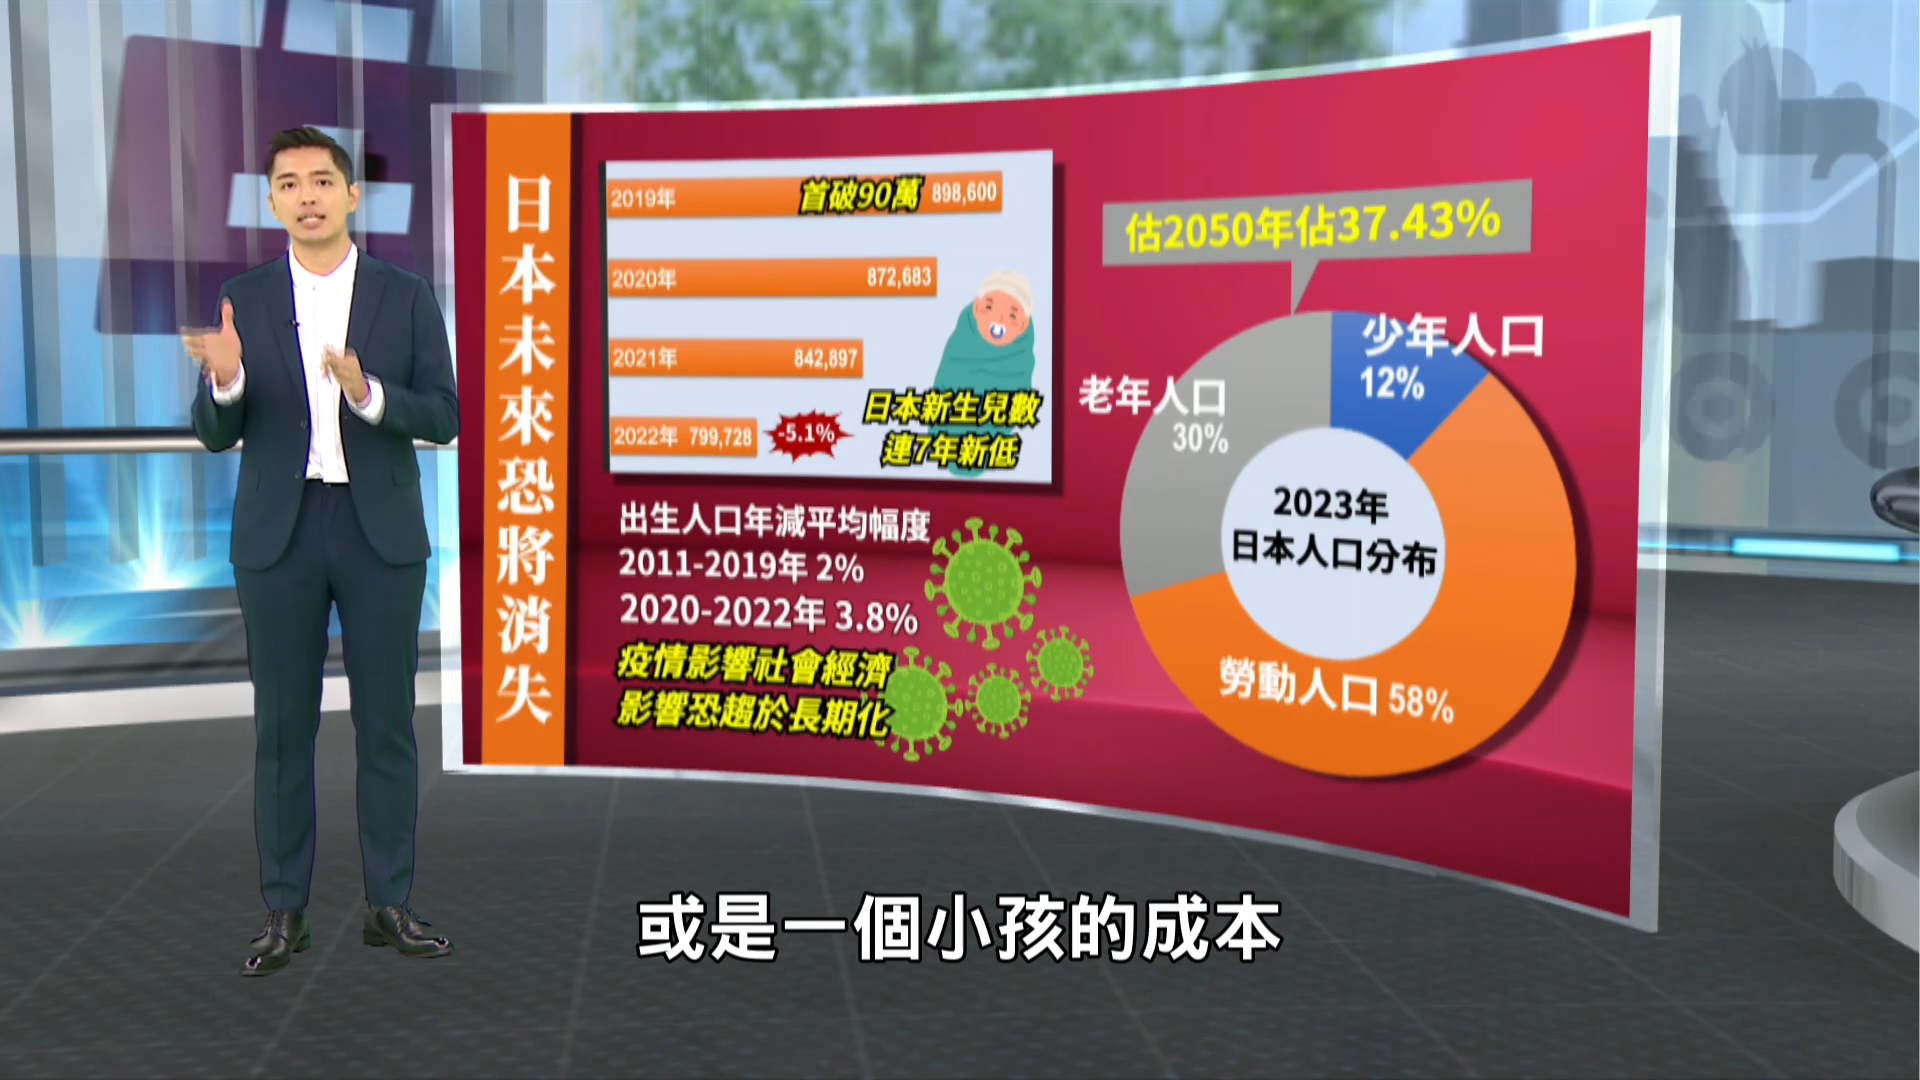 日本未來恐將消失
2019年 首破90萬 898,600
2020年 872,683
2021年 842,897
2022年 799,728 -5.1%
日本新生兒數
連7年新低
出生人口年減平均幅度
2011-2019年 2%
2020-2022年 3.8%
疫情影響社會經濟
影響恐趨於長期化
估2050年佔37.43%
少年人口
12%
老年人口
30%
2023年
日本人口分布
勞動人口 58%
或是一個小孩的成本